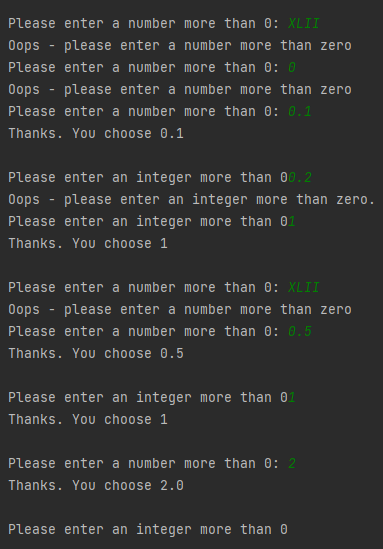 Please enter a number more than 0: XLII
Oops - please enter a number more than zero
Please enter a number more than 0: 0
Oops - please enter a number more than zero
Please enter a number more than 0: 0.1
Thanks. You choose 0.1
Please enter an integer more than 00.2
Oops - please enter an integer more than zero.
Please enter an integer more than 01
Thanks. You choose 1
Please enter a number more than 0: XLII
Oops - please enter a number more than zero
Please enter a number more than 0: 0.5
Thanks. You choose 0.5
Please enter an integer more than 01
Thanks. You choose 1
Please enter a number more than 0: 2
Thanks. You choose 2.0
Please enter an integer more than 0